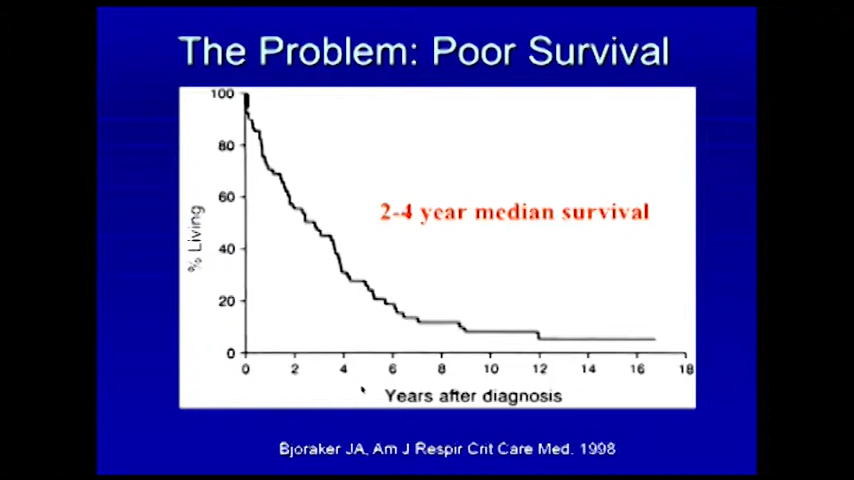 The Problem: Poor Survival
100
80
60
40
20
0
% Living
2-4 year median survival
0 2 4 6 8 10 12 14 16 18
Years after diagnosis
Bjoraker JA, Am J Respir Crit Care Med. 1998